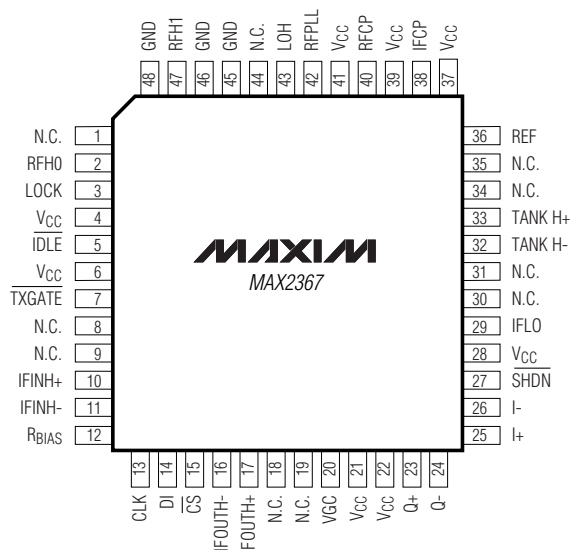 GND
RFH1
GND
GND
N.C.
LOH
RFPLL
VCC
RFCP
VCC
IFCP
VCC
48 47 46 45 44 43 42 41 40 39 38 37
N.C. 1
RFH0 2
LOCK 3
VCC 4
IDLE 5
VCC 6
TXGATE 7
N.C. 8
N.C. 9
IFINH+ 10
IFINH- 11
RBIAS 12
MAXIM
MAX2367
36 REF
35 N.C.
34 N.C.
33 TANK H+
32 TANK H-
31 N.C.
30 N.C.
29 IFLO
28 VCC
27 SHDN
26 I-
25 I+
13 14 15 16 17 18 19 20 21 22 23 24
CLK
DI
CS
IFOUTH-
IFOUTH+
N.C.
N.C.
VGC
VCC
VCC
Q+
Q-